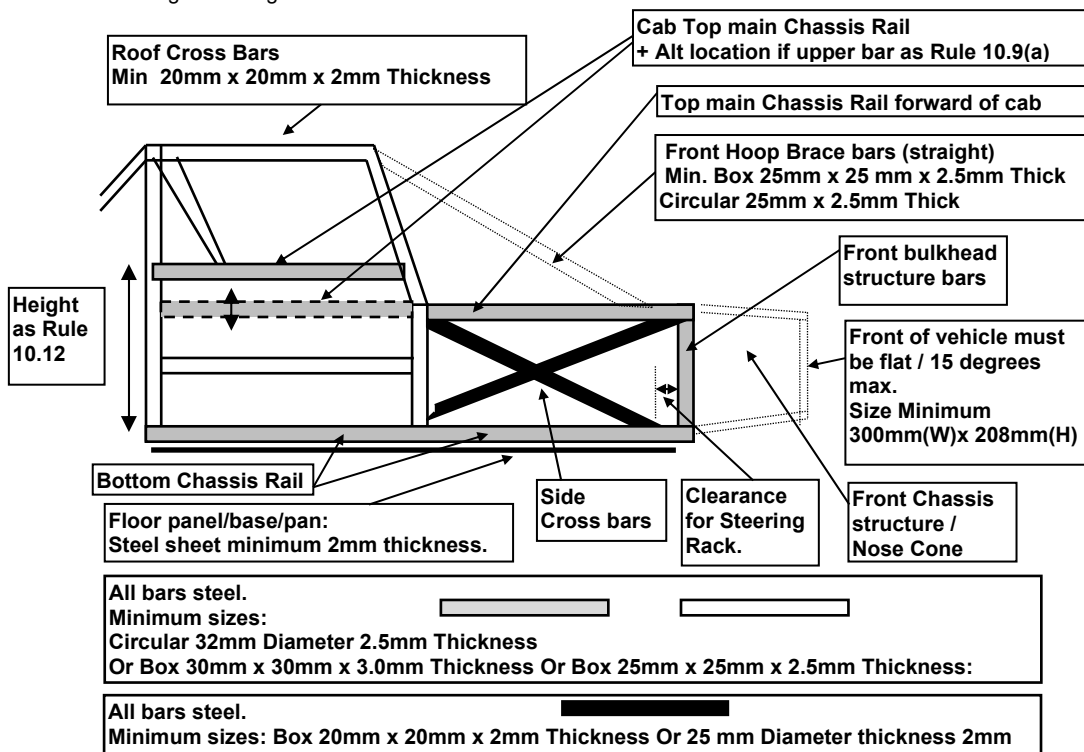 Cab Top main Chassis Rail
+ Alt location if upper bar as Rule 10.9(a)
Roof Cross Bars
Min 20mm x 20mm x 2mm Thickness
Top main Chassis Rail forward of cab
Front Hoop Brace bars (straight)
Min. Box 25mm x 25 mm x 2.5mm Thick
Circular 25mm x 2.5mm Thick
Front bulkhead
structure bars
Height
as Rule
10.12
Front of vehicle must
be flat / 15 degrees
max.
Size Minimum
300mm(W)x 208mm(H)
Bottom Chassis Rail
Side
Cross bars
Clearance
for Steering
Rack.
Front Chassis
structure /
Nose Cone
Floor panel/base/pan:
Steel sheet minimum 2mm thickness.
All bars steel.
Minimum sizes:
Circular 32mm Diameter 2.5mm Thickness
Or Box 30mm x 30mm x 3.0mm Thickness Or Box 25mm x 25mm x 2.5mm Thickness:
All bars steel.
Minimum sizes: Box 20mm x 20mm x 2mm Thickness Or 25 mm Diameter thickness 2mm